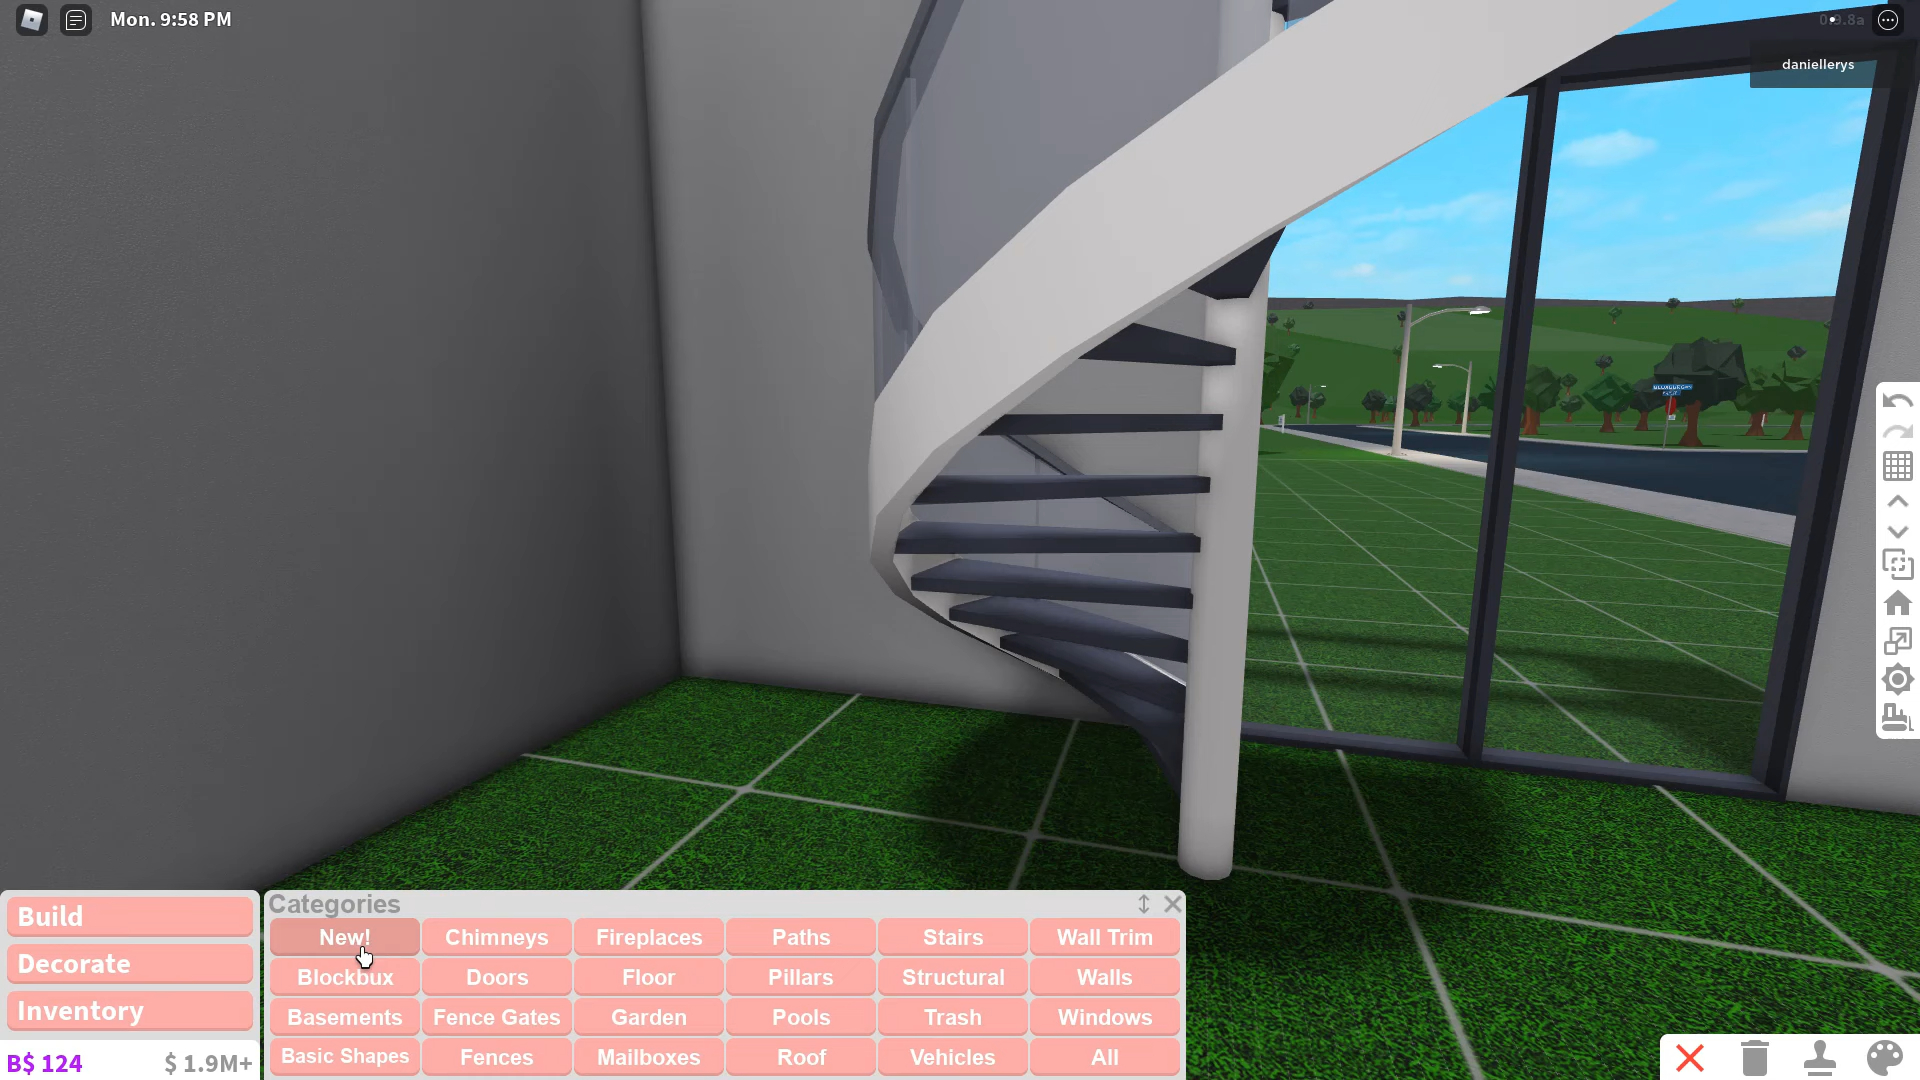 Mon. 9:58 PM
daniellerys
Build
Decorate
Inventory
B$ 124
$ 1.9M+
Categories
New! Chimneys Fireplaces Paths Stairs Wall Trim
Blockbux Doors Floor Pillars Structural Walls
Basements Fence Gates Garden Pools Trash Windows
Basic Shapes Fences Mailboxes Roof Vehicles All